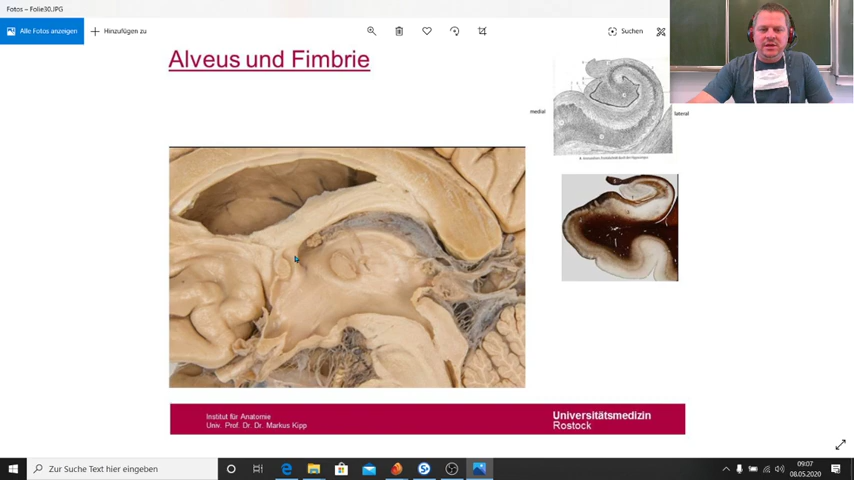 Fotos – Folie30.JPG
Alle Fotos anzeigen
Hinzufügen zu
Suchen
Alveus und Fimbrie
medial
lateral
Institut für Anatomie
Univ. Prof. Dr. Dr. Markus Kipp
Universitätsmedizin
Rostock
Zur Suche Text hier eingeben
09:07
08.05.2020